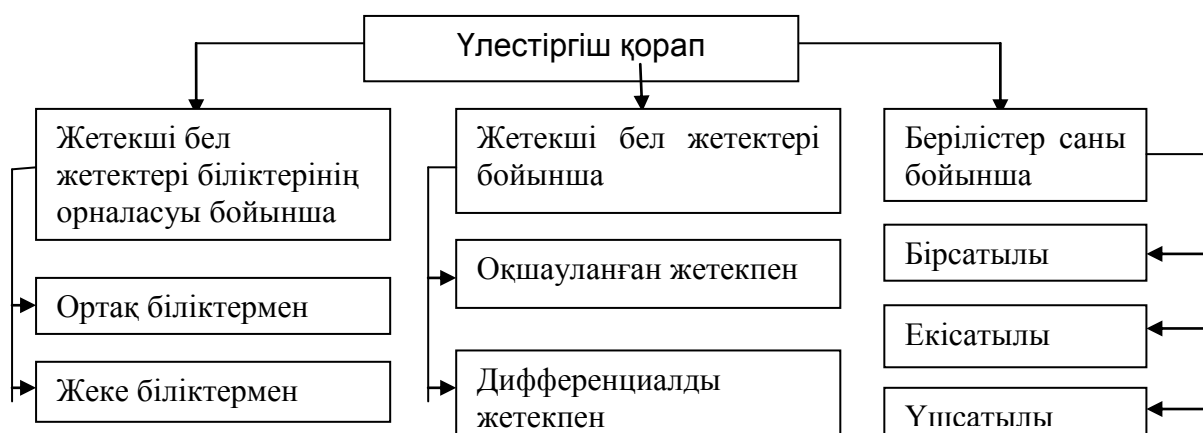 Үлестіргіш қорап
Жетекші бел
жетектері біліктерінің
орналасуы бойынша
Ортақ біліктермен
Жеке біліктермен
Жетекші бел жетектері
бойынша
Оқшауланған жетекпен
Дифференциалды
жетекпен
Берілістер саны
бойынша
Бірсатылы
Екісатылы
Үшсатылы